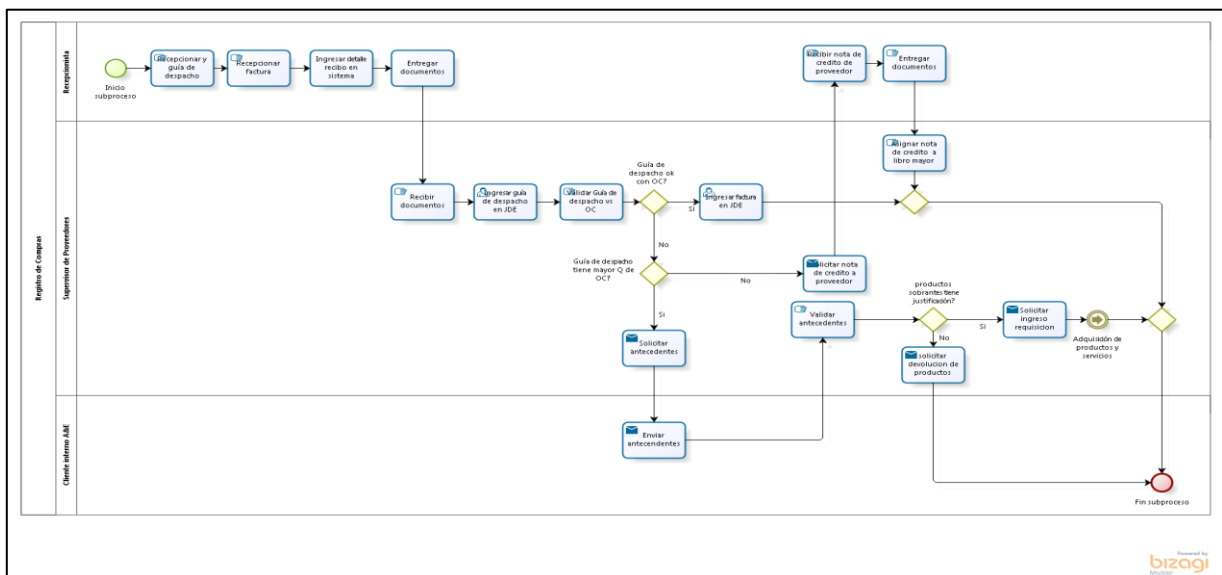 Registro de Compras
Recepcionista
Inicio
subproceso
Recepcionar y
guía de
despacho
Recepcionar
factura
Ingresar detalle
recibo en
sistema
Entregar
documentos
Recibir nota de
credito de
proveedor
Entregar
documentos
Supervisor de Proveedores
Asignar nota
de credito a
libro mayor
Recibir
documentos
Ingresar guía
de despacho
en JDE
Validar Guía de
despacho vs
OC
Guía de
despacho ok
con OC?
Si
Ingresar factura
en JDE
No
Guía de despacho
tiene mayor Q de
OC?
No
Solicitar nota
de credito a
proveedor
Si
Solicitar
antecedentes
Validar
antecedentes
productos
sobrantes tiene
justificación?
Si
Solicitar
ingreso
requisicion
Adquisición de
productos y
servicios
No
solicitar
devolucion de
productos
Cliente interno A&E
Enviar
antecendentes
Fin subproceso
Powered by
bizagi
Modeler